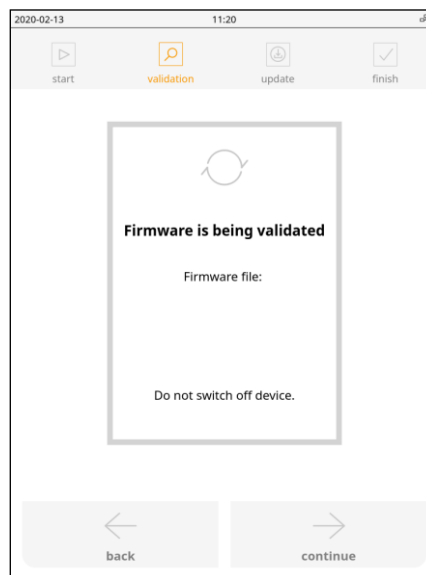 2020-02-13 11:20
start validation update finish
Firmware is being validated
Firmware file:
Do not switch off device.
back continue